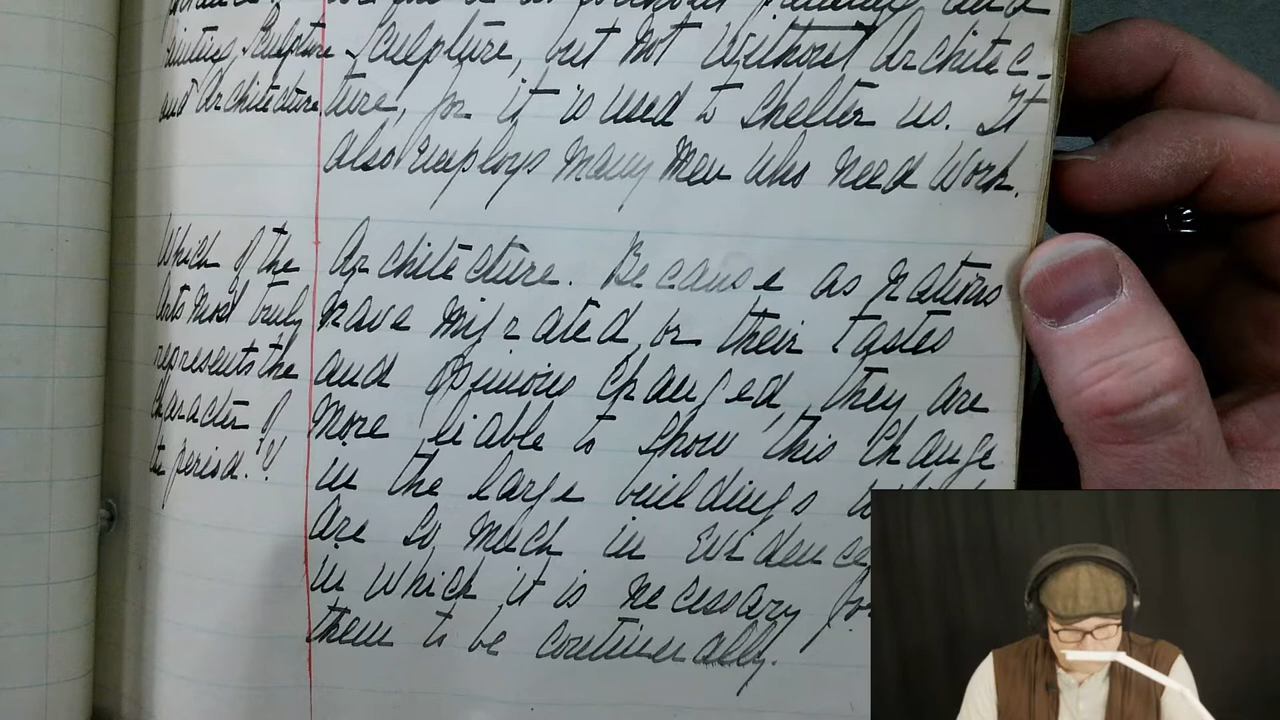 painting and
Painting, Sculpture
and Architecture.
Sculpture, but not without Architec-
ture, for it is used to shelter us. It
also employs many men who need work.
Which of the
Arts most truly
represents the
Character of
the period.?
Architecture. Because as nations
have migrated or their tastes
and opinions changed, they are
more liable to show this change
in the large buildings
are so much in evidence,
in which it is necessary for
them to be continually.